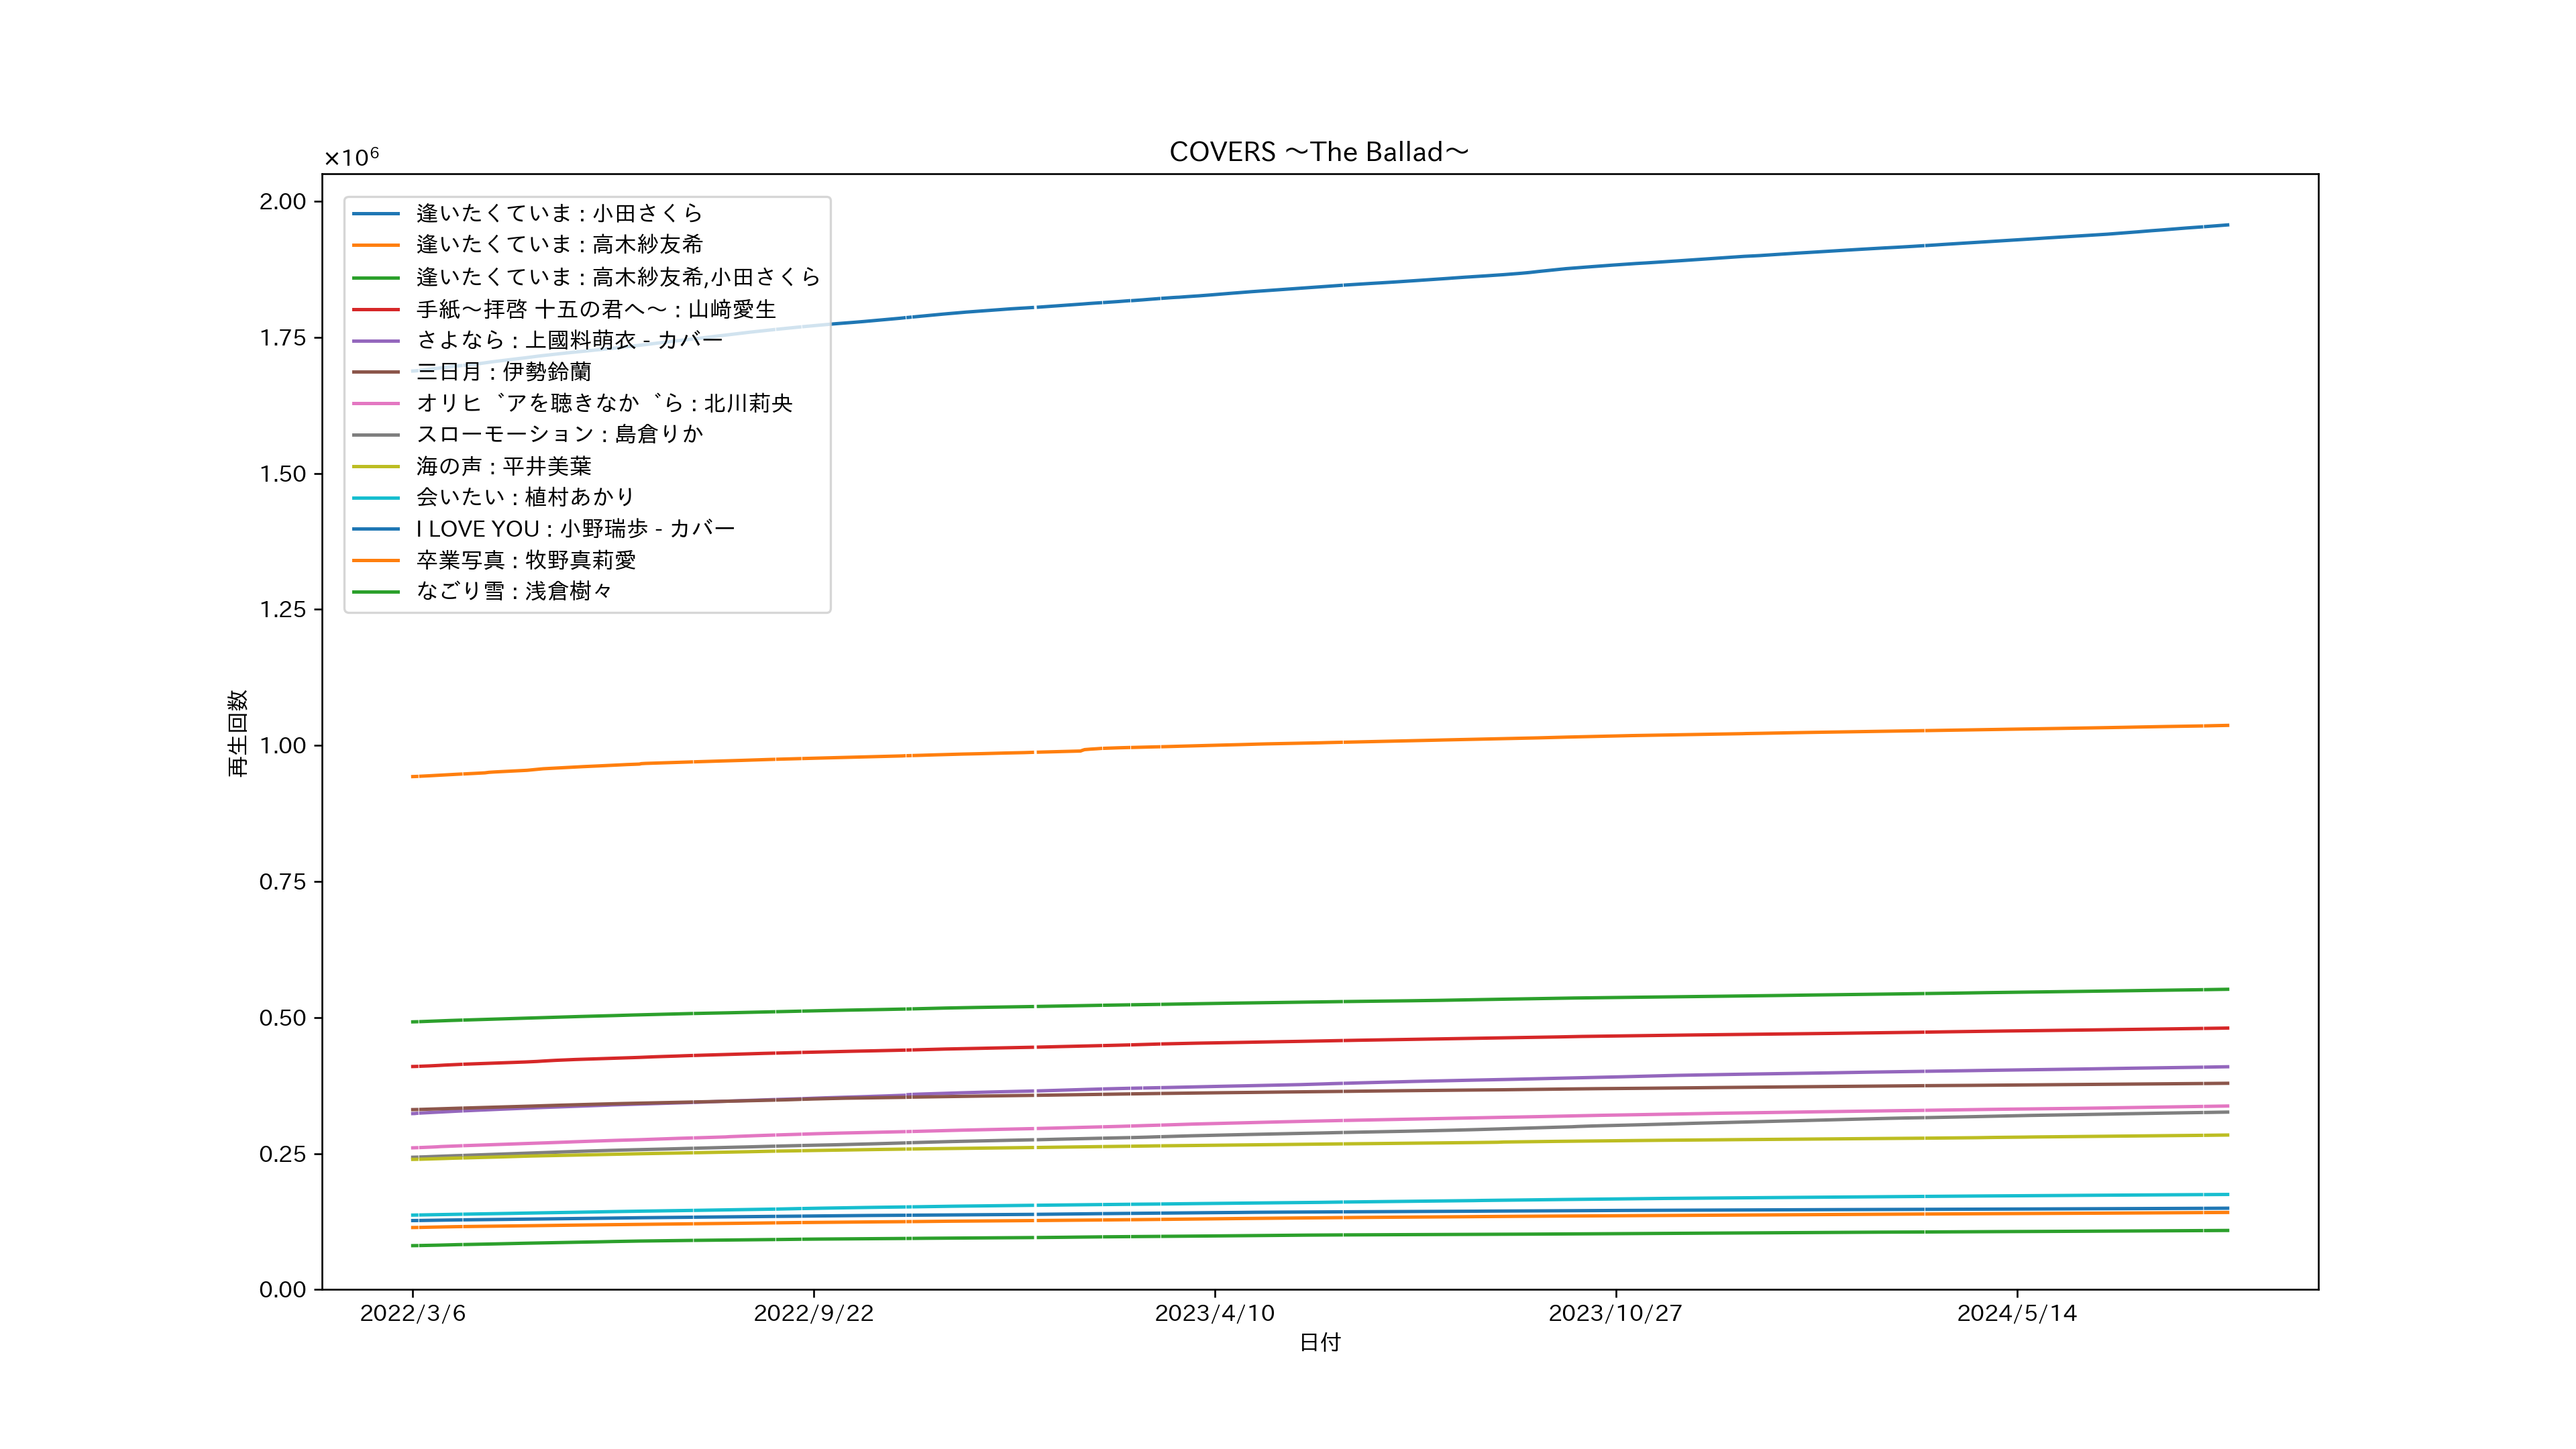 COVERS ～The Ballad～
×10⁶
2.00
1.75
1.50
1.25
1.00
0.75
0.50
0.25
0.00
再生回数
逢いたくていま : 小田さくら
逢いたくていま : 高木紗友希
逢いたくていま : 高木紗友希,小田さくら
手紙～拝啓 十五の君へ～ : 山﨑愛生
さよなら : 上國料萌衣 - カバー
三日月 : 伊勢鈴蘭
オリヒ゛アを聴きなか゛ら : 北川莉央
スローモーション : 島倉りか
海の声 : 平井美葉
会いたい : 植村あかり
I LOVE YOU : 小野瑞歩 - カバー
卒業写真 : 牧野真莉愛
なごり雪 : 浅倉樹々
2022/3/6
2022/9/22
2023/4/10
2023/10/27
2024/5/14
日付